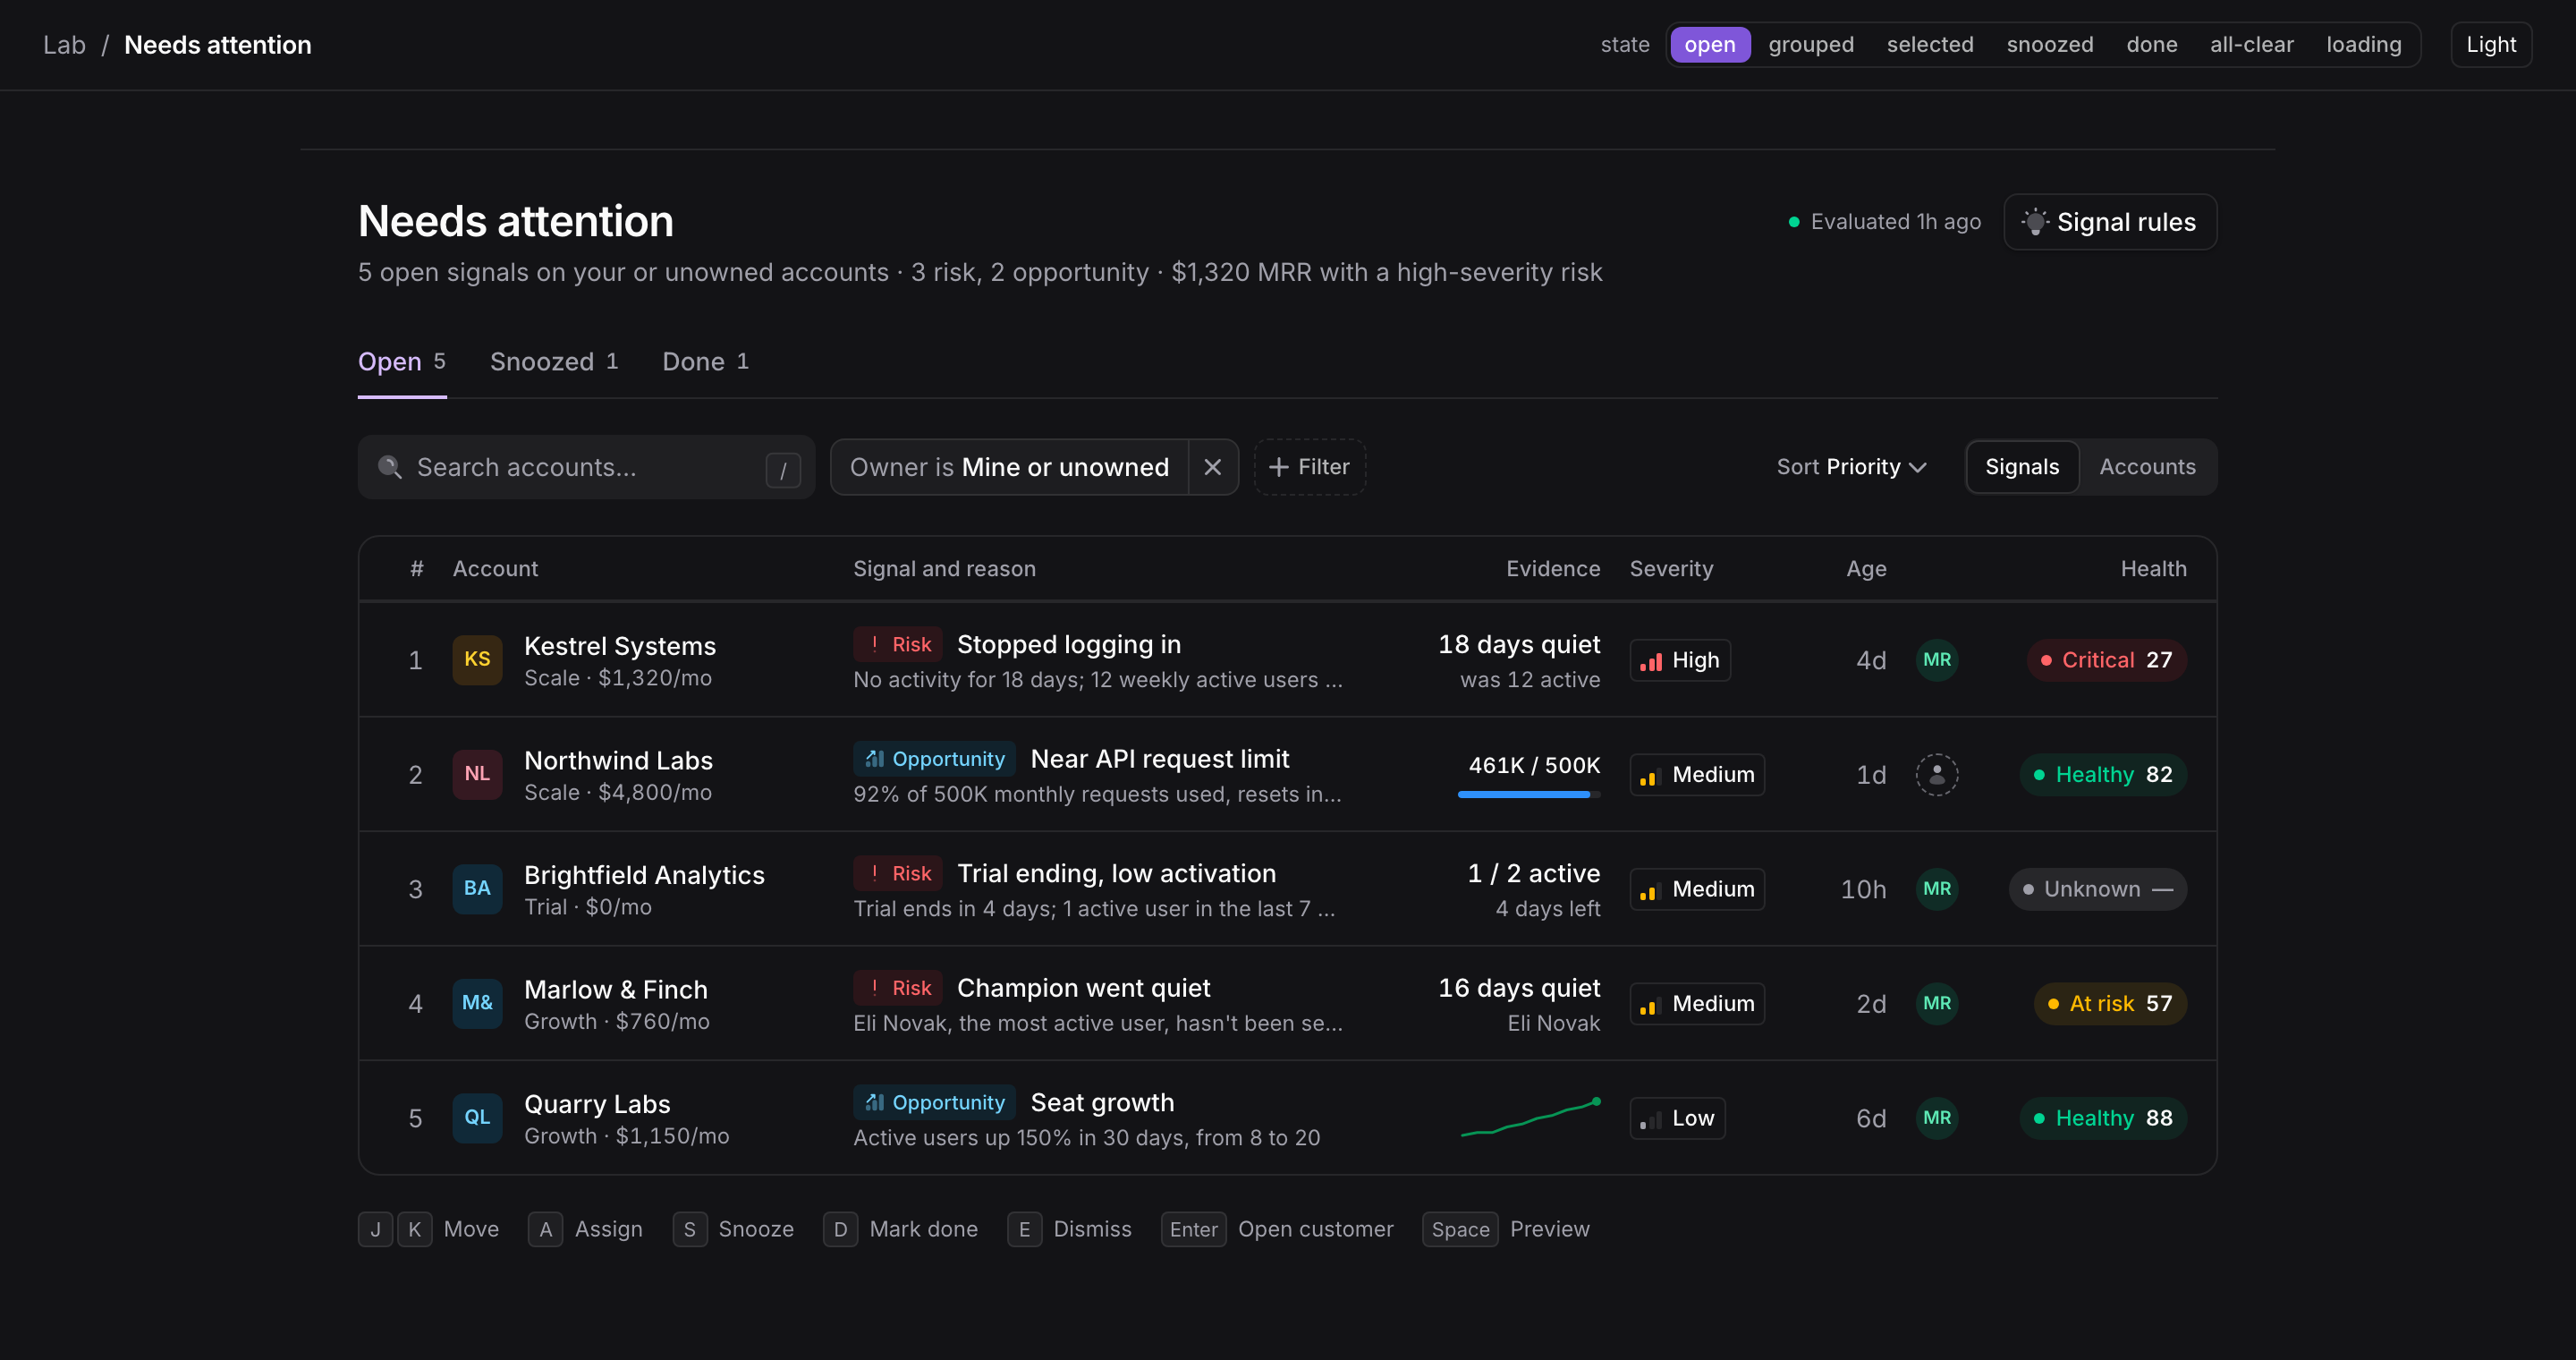 Lab / Needs attention
state open grouped selected snoozed done all-clear loading Light
Needs attention
Evaluated 1h ago Signal rules
5 open signals on your or unowned accounts · 3 risk, 2 opportunity · $1,320 MRR with a high-severity risk
Open 5 Snoozed 1 Done 1
Search accounts... / Owner is Mine or unowned × + Filter Sort Priority Signals Accounts
# Account Signal and reason Evidence Severity Age Health
1 KS Kestrel Systems ! Risk Stopped logging in 18 days quiet High 4d MR Critical 27
Scale · $1,320/mo No activity for 18 days; 12 weekly active users ... was 12 active
2 NL Northwind Labs Opportunity Near API request limit 461K / 500K Medium 1d Healthy 82
Scale · $4,800/mo 92% of 500K monthly requests used, resets in...
3 BA Brightfield Analytics ! Risk Trial ending, low activation 1 / 2 active Medium 10h MR Unknown —
Trial · $0/mo Trial ends in 4 days; 1 active user in the last 7 ... 4 days left
4 M& Marlow & Finch ! Risk Champion went quiet 16 days quiet Medium 2d MR At risk 57
Growth · $760/mo Eli Novak, the most active user, hasn't been se... Eli Novak
5 QL Quarry Labs Opportunity Seat growth Low 6d MR Healthy 88
Growth · $1,150/mo Active users up 150% in 30 days, from 8 to 20
J K Move A Assign S Snooze D Mark done E Dismiss Enter Open customer Space Preview